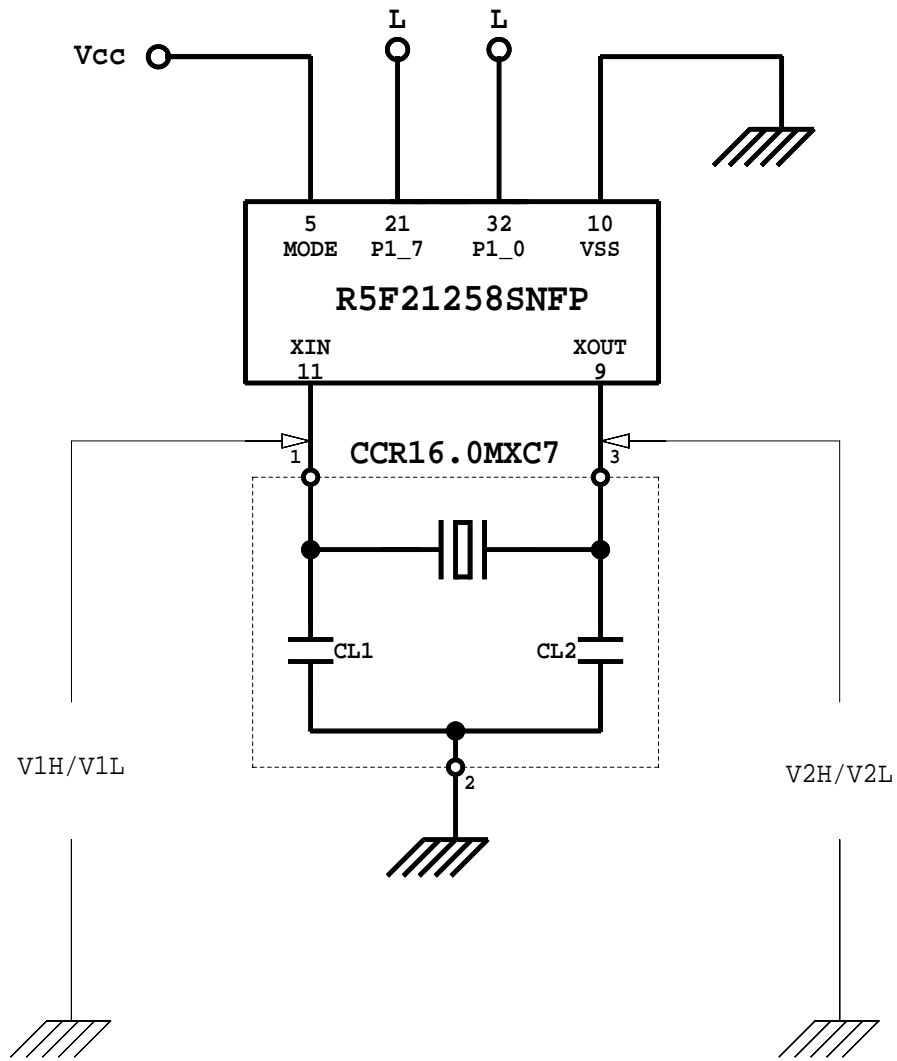 L L
Vcc
5 21 32 10
MODE P1_7 P1_0 VSS
R5F21258SNFP
XIN XOUT
11 9
1 CCR16.0MXC7 3
CL1 CL2
V1H/V1L
2
V2H/V2L